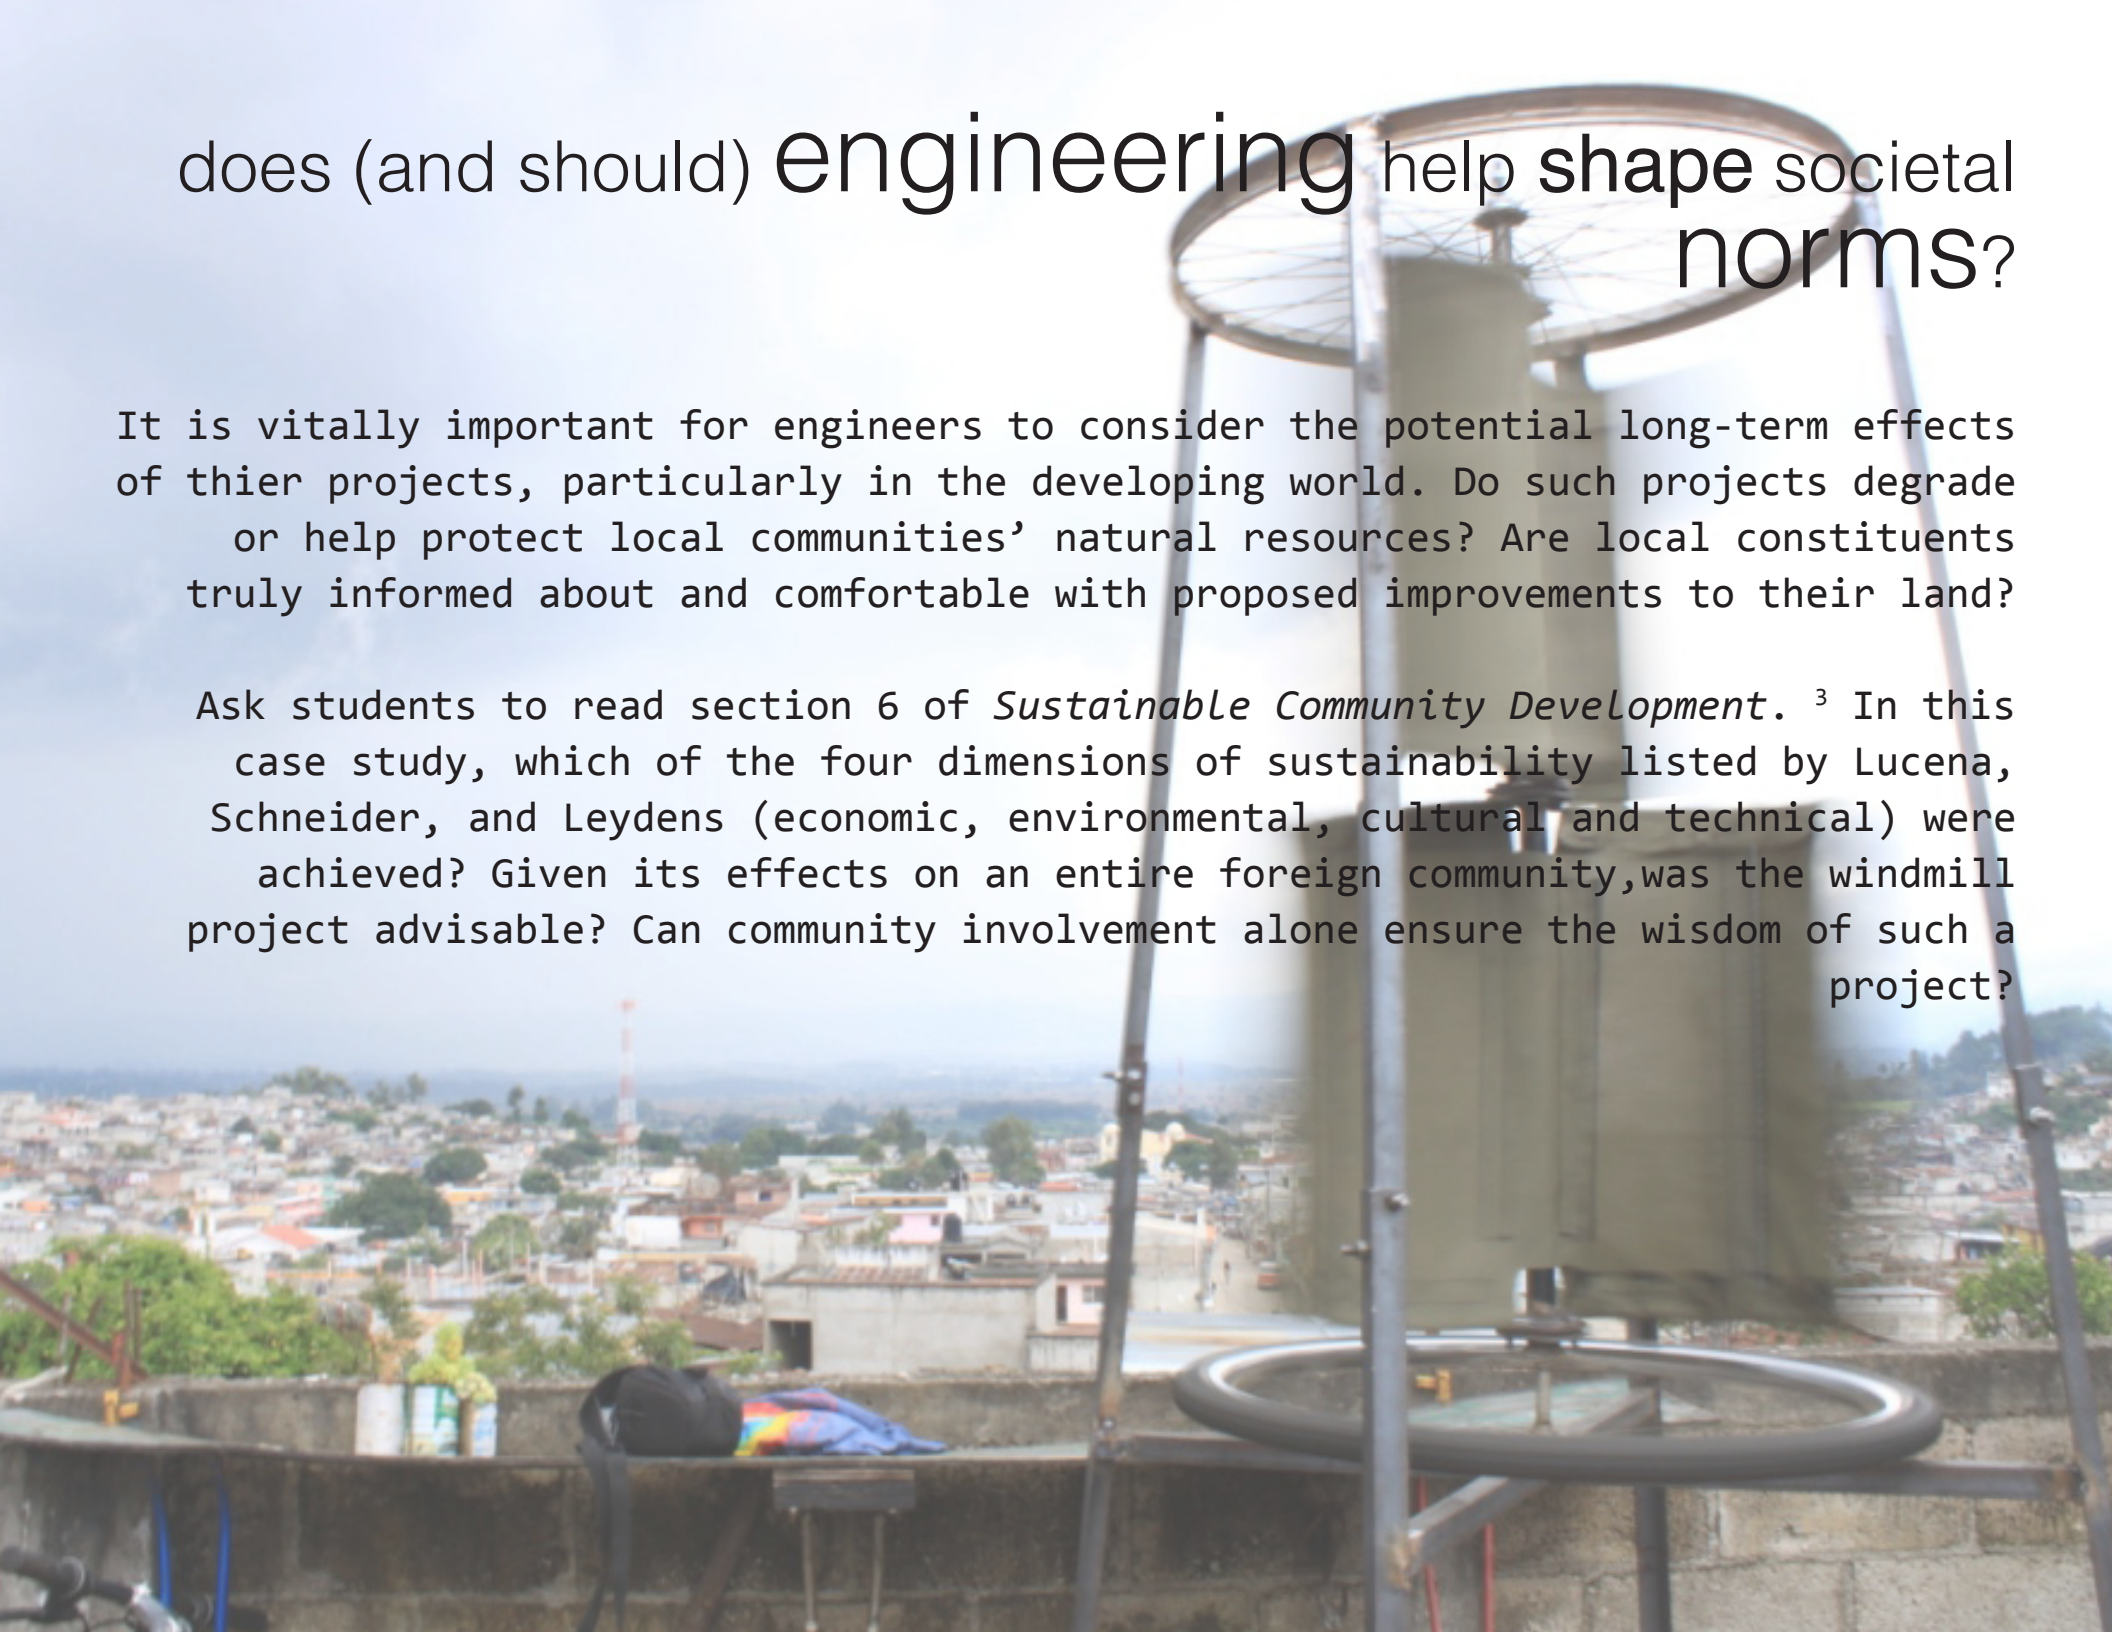 does (and should) engineering help shape societal
norms?
It is vitally important for engineers to consider the potential long-term effects
of thier projects, particularly in the developing world. Do such projects degrade
or help protect local communities’ natural resources? Are local constituents
truly informed about and comfortable with proposed improvements to their land?
Ask students to read section 6 of Sustainable Community Development. ³ In this
case study, which of the four dimensions of sustainability listed by Lucena,
Schneider, and Leydens (economic, environmental, cultural and technical) were
achieved? Given its effects on an entire foreign community,was the windmill
project advisable? Can community involvement alone ensure the wisdom of such a
project?